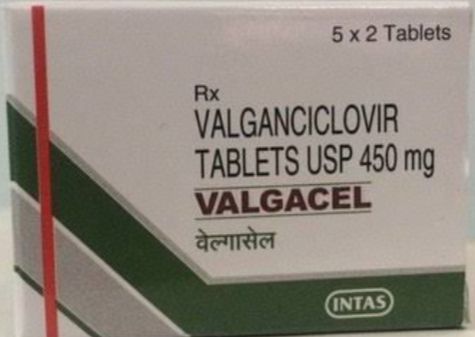 5 x 2 Tablets
Rx
VALGANCICLOVIR
TABLETS USP 450 mg
VALGACEL
वेल्गासेल
INTAS